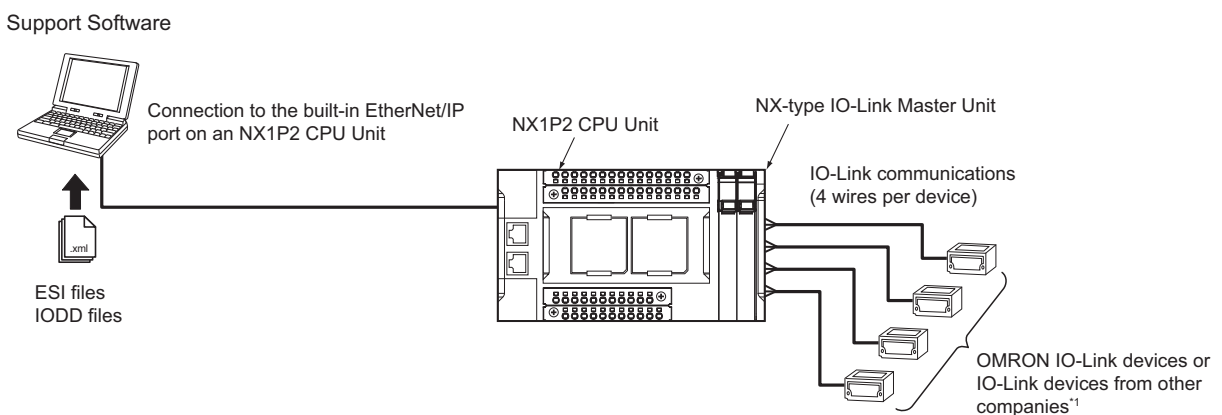 Support Software
Connection to the built-in EtherNet/IP
port on an NX1P2 CPU Unit
NX1P2 CPU Unit
NX-type IO-Link Master Unit
IO-Link communications
(4 wires per device)
.xml
ESI files
IODD files
OMRON IO-Link devices or
IO-Link devices from other
companies*1